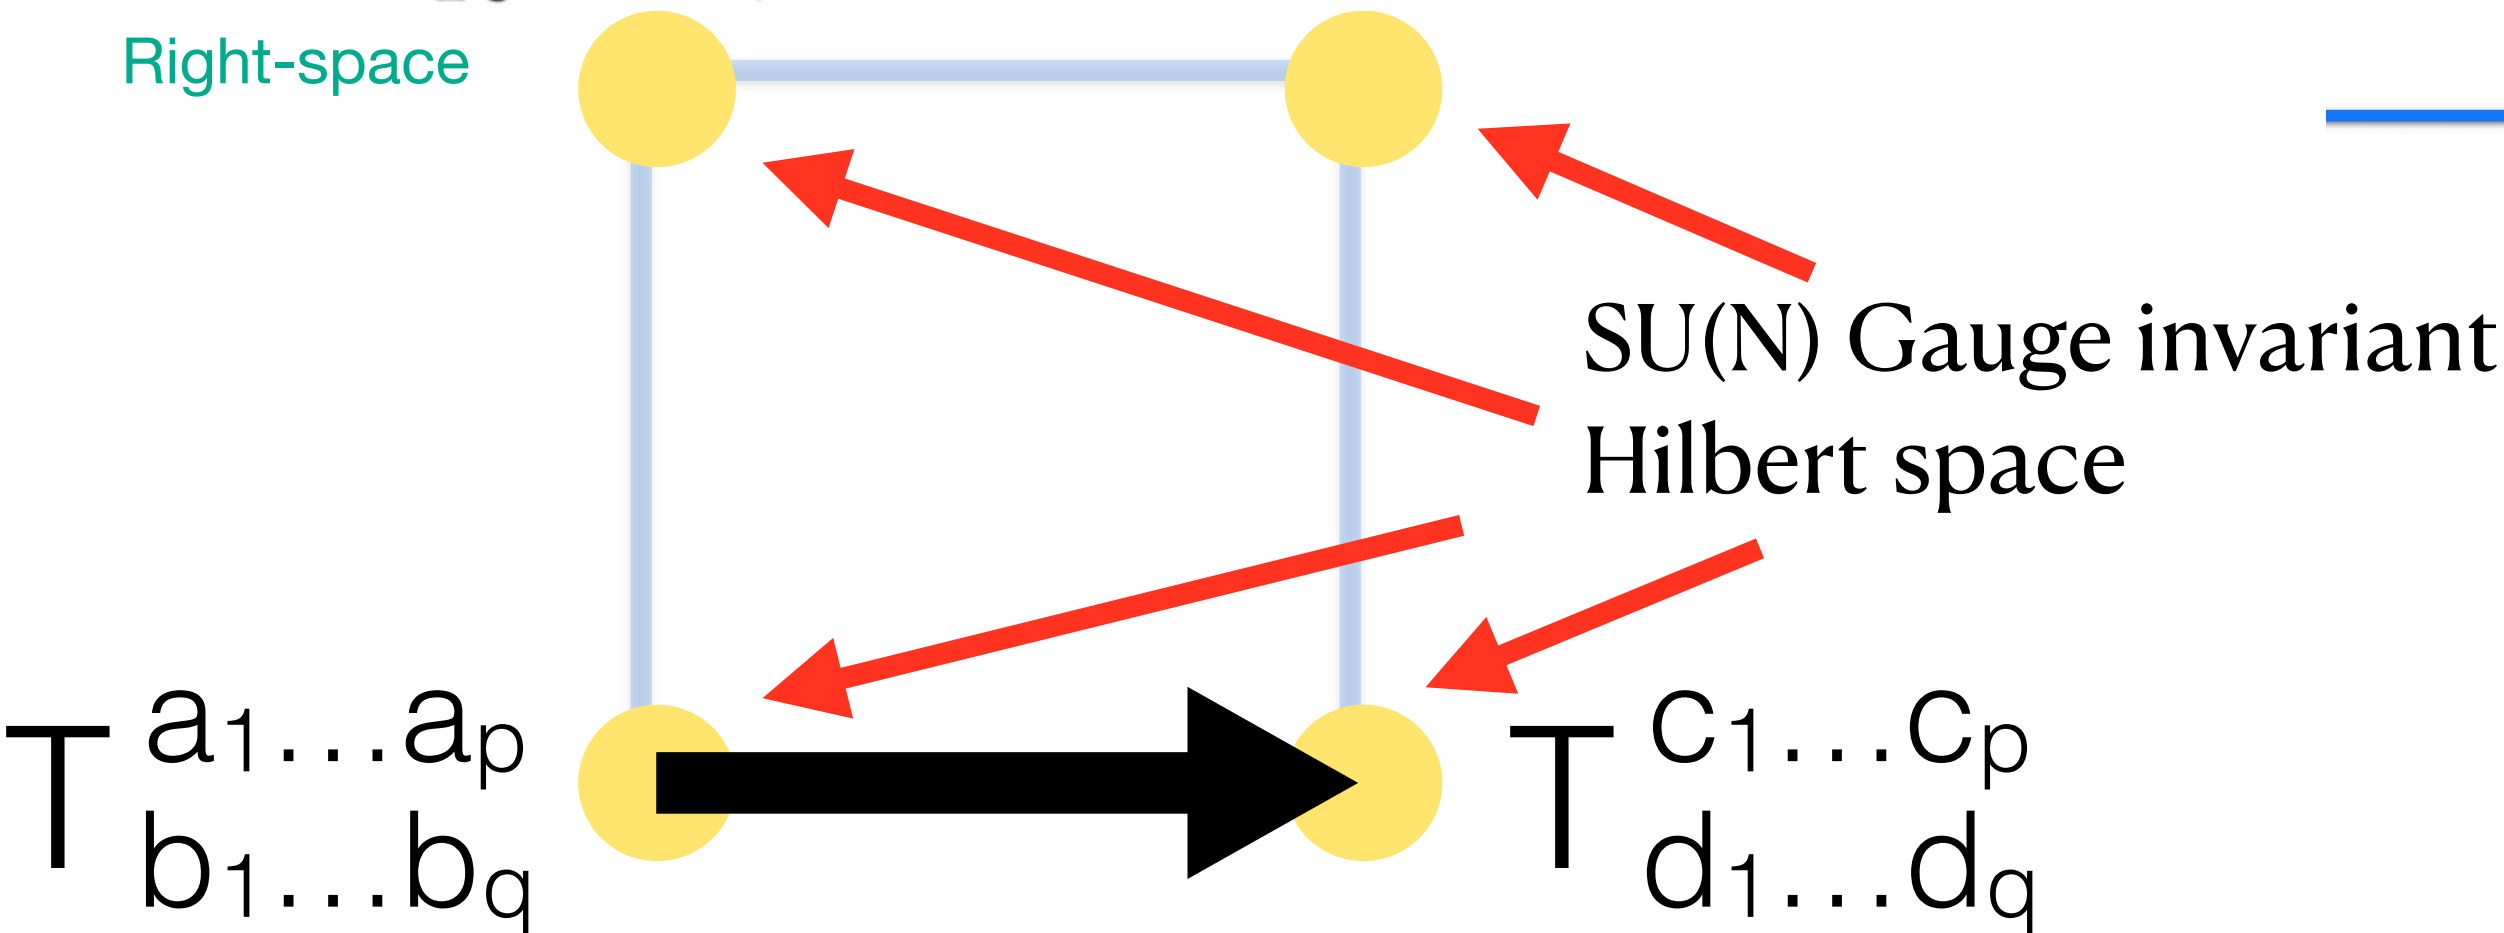 Right-space
SU(N) Gauge invariant
Hilbert space
T a1...ap b1...bq
T c1...cp d1...dq